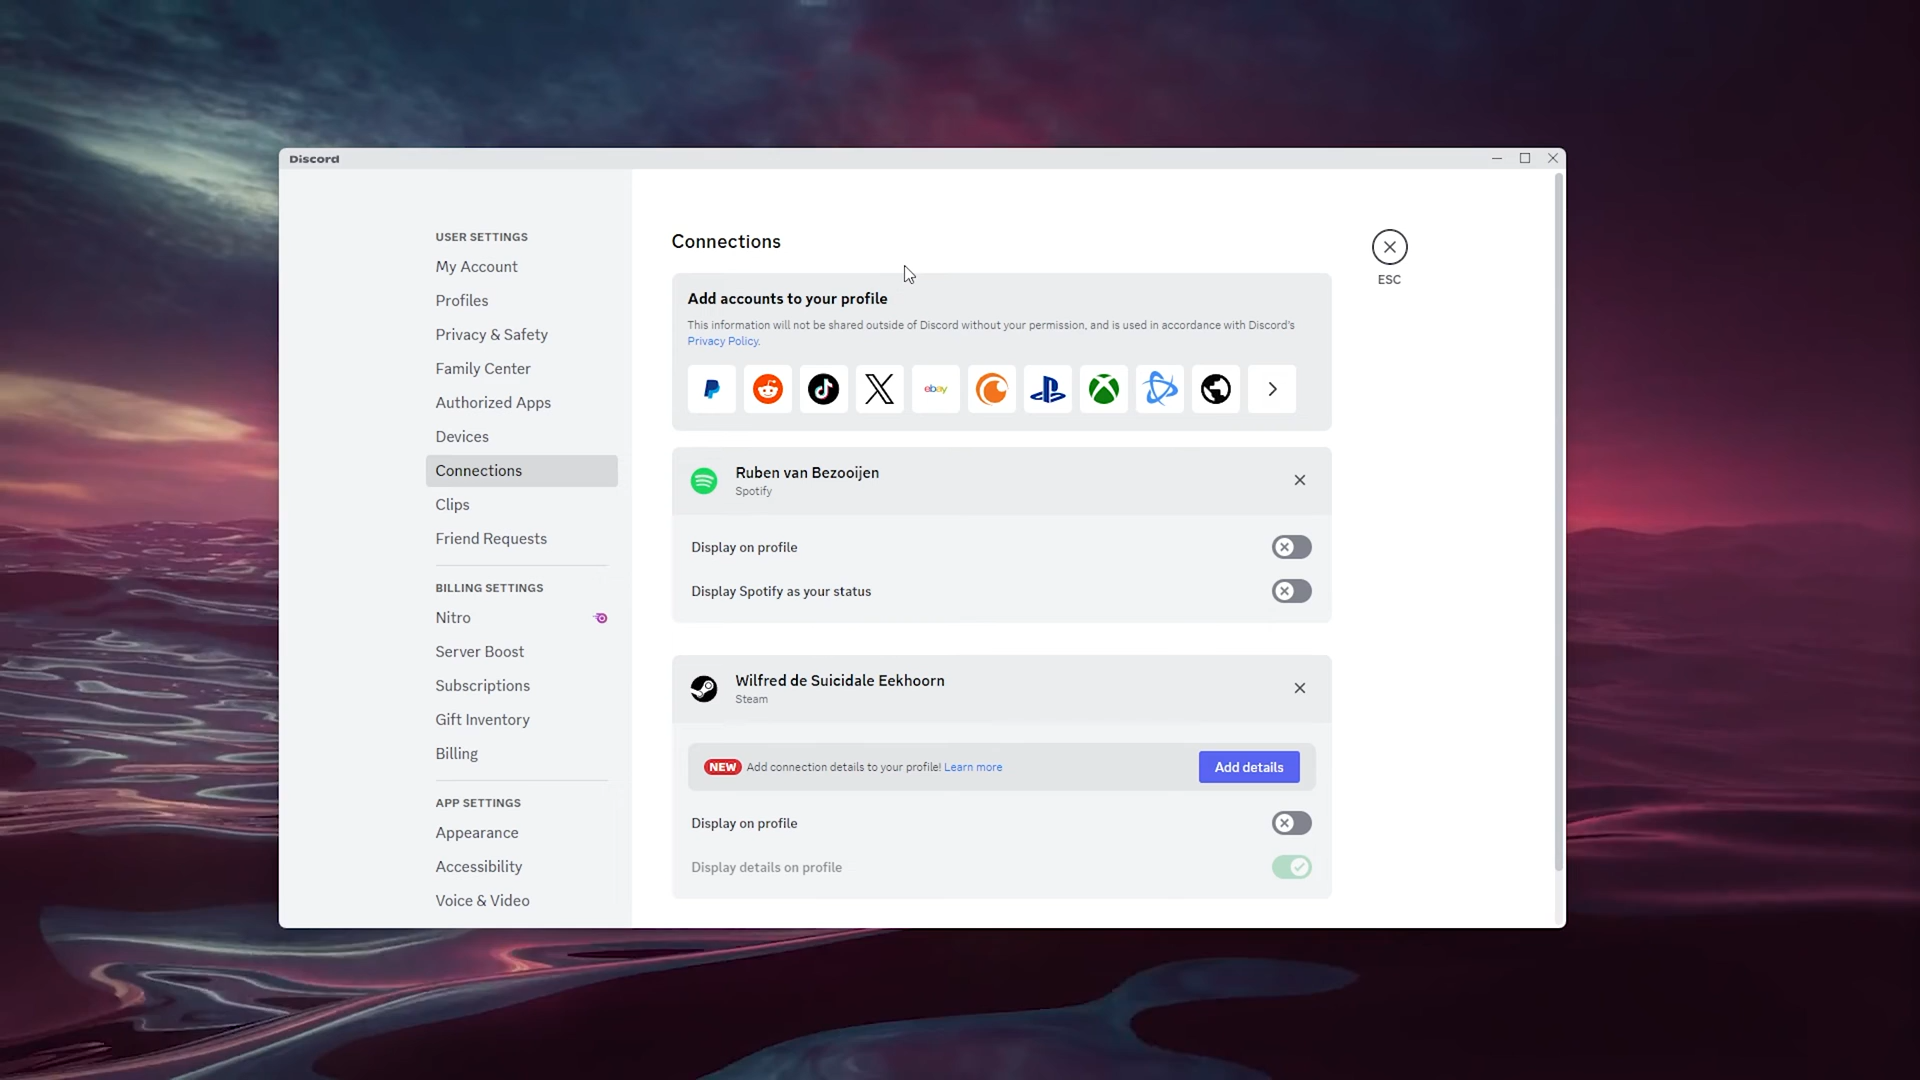 Discord
USER SETTINGS
My Account
Profiles
Privacy & Safety
Family Center
Authorized Apps
Devices
Connections
Clips
Friend Requests
BILLING SETTINGS
Nitro
Server Boost
Subscriptions
Gift Inventory
Billing
APP SETTINGS
Appearance
Accessibility
Voice & Video
Connections
ESC
Add accounts to your profile
This information will not be shared outside of Discord without your permission, and is used in accordance with Discord's
Privacy Policy.
ebay
Ruben van Bezooijen
Spotify
Display on profile
Display Spotify as your status
Wilfred de Suicidale Eekhoorn
Steam
NEW Add connection details to your profile! Learn more
Add details
Display on profile
Display details on profile